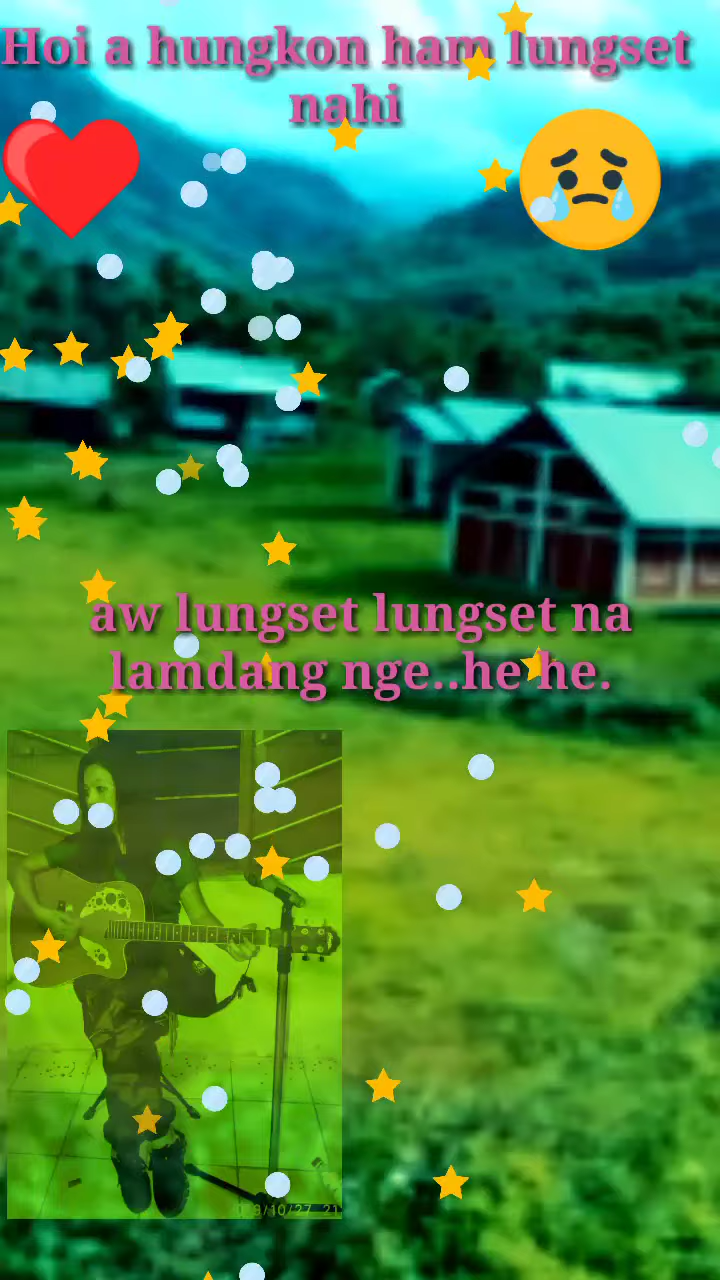 Hoi a hungkon ham lungset
nahi
aw lungset lungset na
lamdang nge..he he.